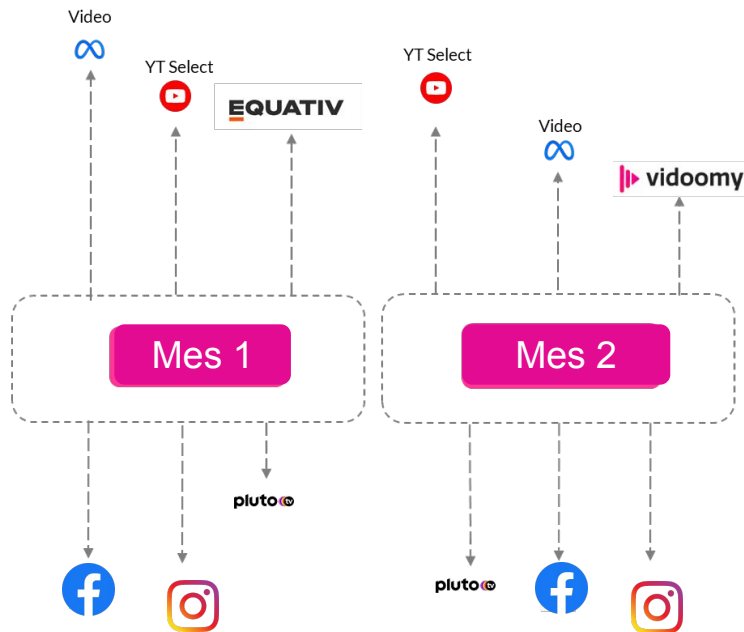 Video
YT Select
EQUATIV
YT Select
Video
vidoomy
Mes 1
Mes 2
pluto tv
pluto tv